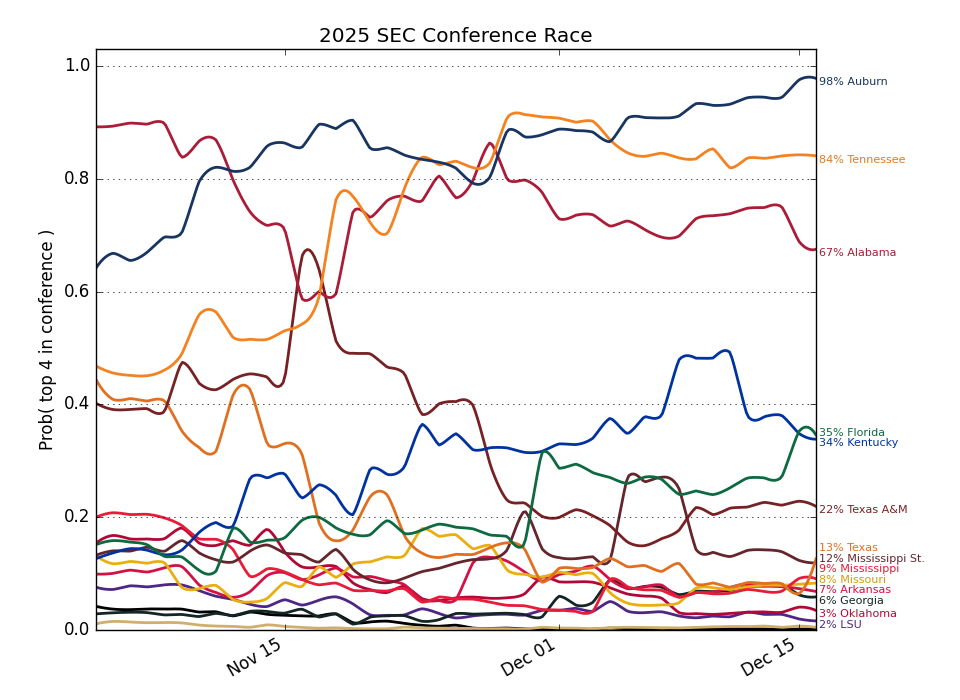 2025 SEC Conference Race
Prob( top 4 in conference )
1.0
0.8
0.6
0.4
0.2
0.0
Nov 15
Dec 01
Dec 15
98% Auburn
84% Tennessee
67% Alabama
35% Florida
34% Kentucky
22% Texas A&M
13% Texas
12% Mississippi St.
9% Mississippi
8% Missouri
7% Arkansas
6% Georgia
3% Oklahoma
2% LSU